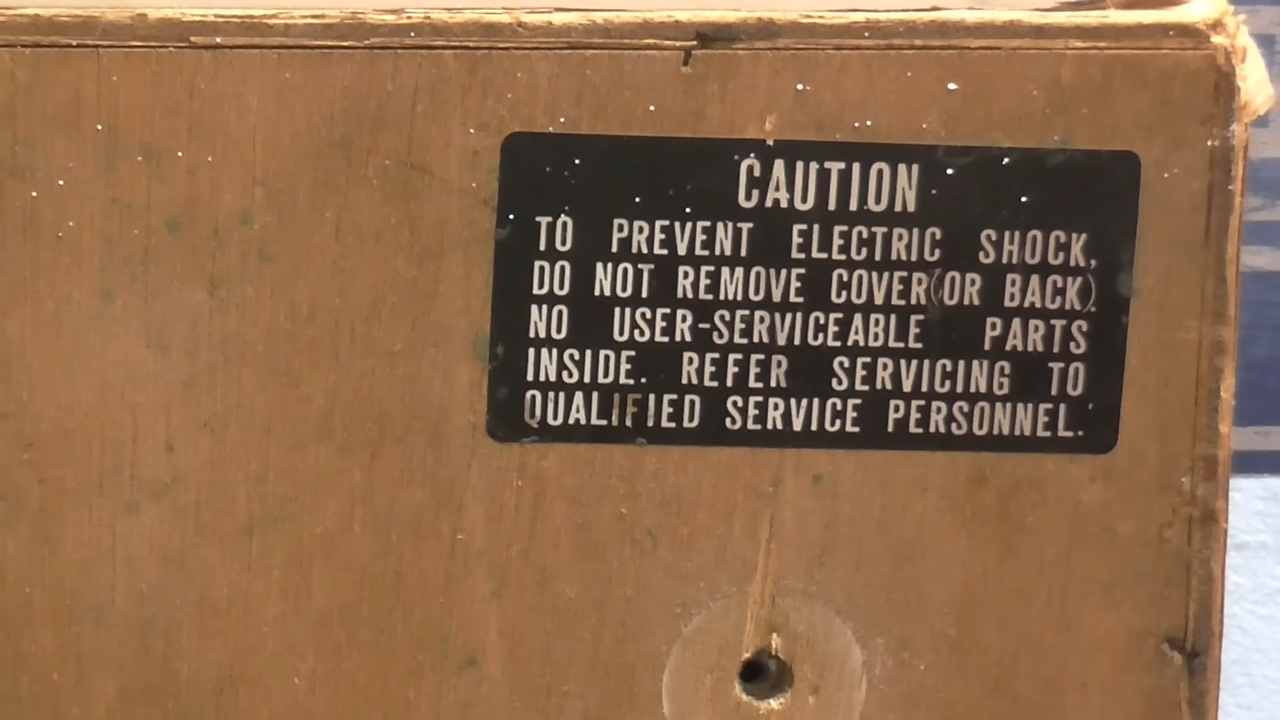 CAUTION
TO PREVENT ELECTRIC SHOCK,
DO NOT REMOVE COVER(OR BACK).
NO USER-SERVICEABLE PARTS
INSIDE. REFER SERVICING TO
QUALIFIED SERVICE PERSONNEL.